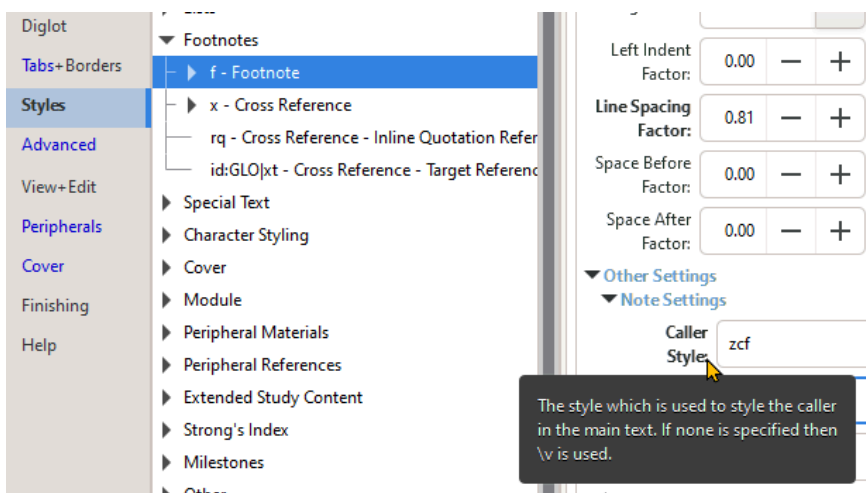 Diglot
Tabs+Borders
Styles
Advanced
View+Edit
Peripherals
Cover
Finishing
Help
Footnotes
f - Footnote
x - Cross Reference
rq - Cross Reference - Inline Quotation Refer
id:GLO|xt - Cross Reference - Target Referenc
Special Text
Character Styling
Cover
Module
Peripheral Materials
Peripheral References
Extended Study Content
Strong's Index
Milestones
Other
Left Indent
Factor:
0.00 — +
Line Spacing
Factor:
0.81 — +
Space Before
Factor:
0.00 — +
Space After
Factor:
0.00 — +
Other Settings
Note Settings
Caller
Style:
zcf
The style which is used to style the caller
in the main text. If none is specified then
\v is used.